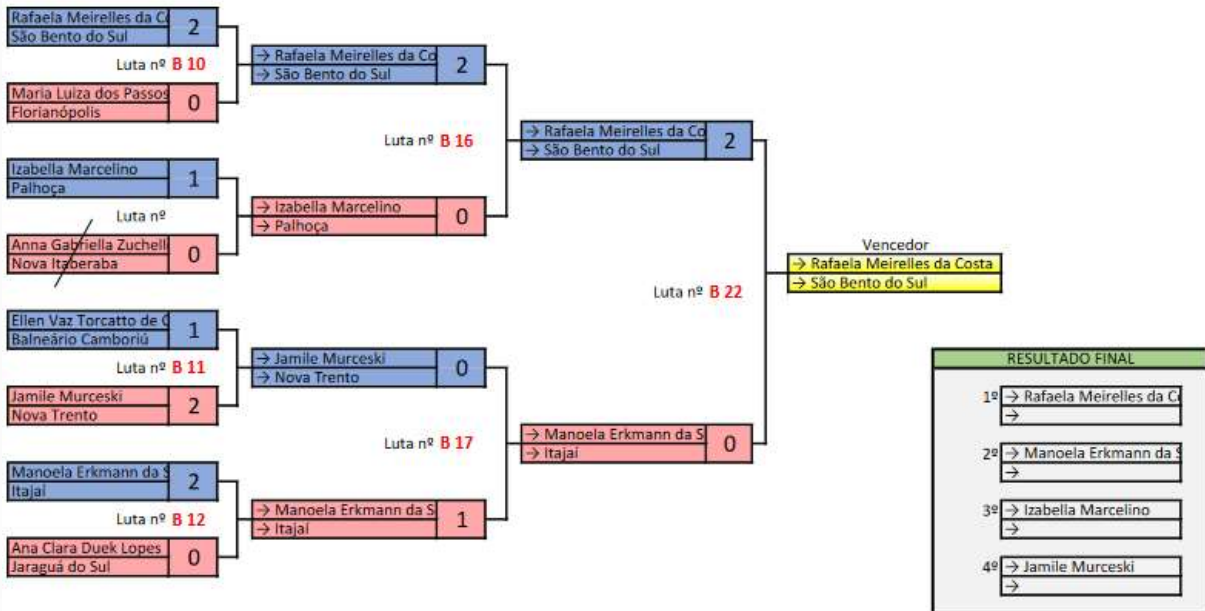 Rafaela Meirelles da Co
São Bento do Sul
2
Luta nº B 10
Maria Luiza dos Passos
Florianópolis
0
Izabella Marcelino
Palhoça
1
Luta nº
Anna Gabriella Zuchelli
Nova Itaberaba
0
Ellen Vaz Torcatto de C
Balneário Camboriú
1
Luta nº B 11
Jamile Murceski
Nova Trento
2
Manoela Erkmann da S
Itajaí
2
Luta nº B 12
Ana Clara Duek Lopes
Jaraguá do Sul
0
→ Rafaela Meirelles da Co
→ São Bento do Sul
2
Luta nº B 16
→ Izabella Marcelino
→ Palhoça
0
→ Jamile Murceski
→ Nova Trento
0
Luta nº B 17
→ Manoela Erkmann da S
→ Itajaí
1
→ Rafaela Meirelles da Co
→ São Bento do Sul
2
Luta nº B 22
→ Manoela Erkmann da S
→ Itajaí
0
Vencedor
→ Rafaela Meirelles da Costa
→ São Bento do Sul
RESULTADO FINAL
1º → Rafaela Meirelles da Co
→
2º → Manoela Erkmann da S
→
3º → Izabella Marcelino
→
4º → Jamile Murceski
→